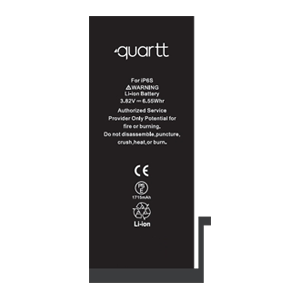 quartt
For iP6S
⚠WARNING
Li-ion Battery
3.82V⎓6.55Whr
Authorized Service
Provider Only Potential for
fire or burning.
Do not disassemble,puncture,
crush,heat,or burn.
CE
PS
E
1715mAh
Li-ion